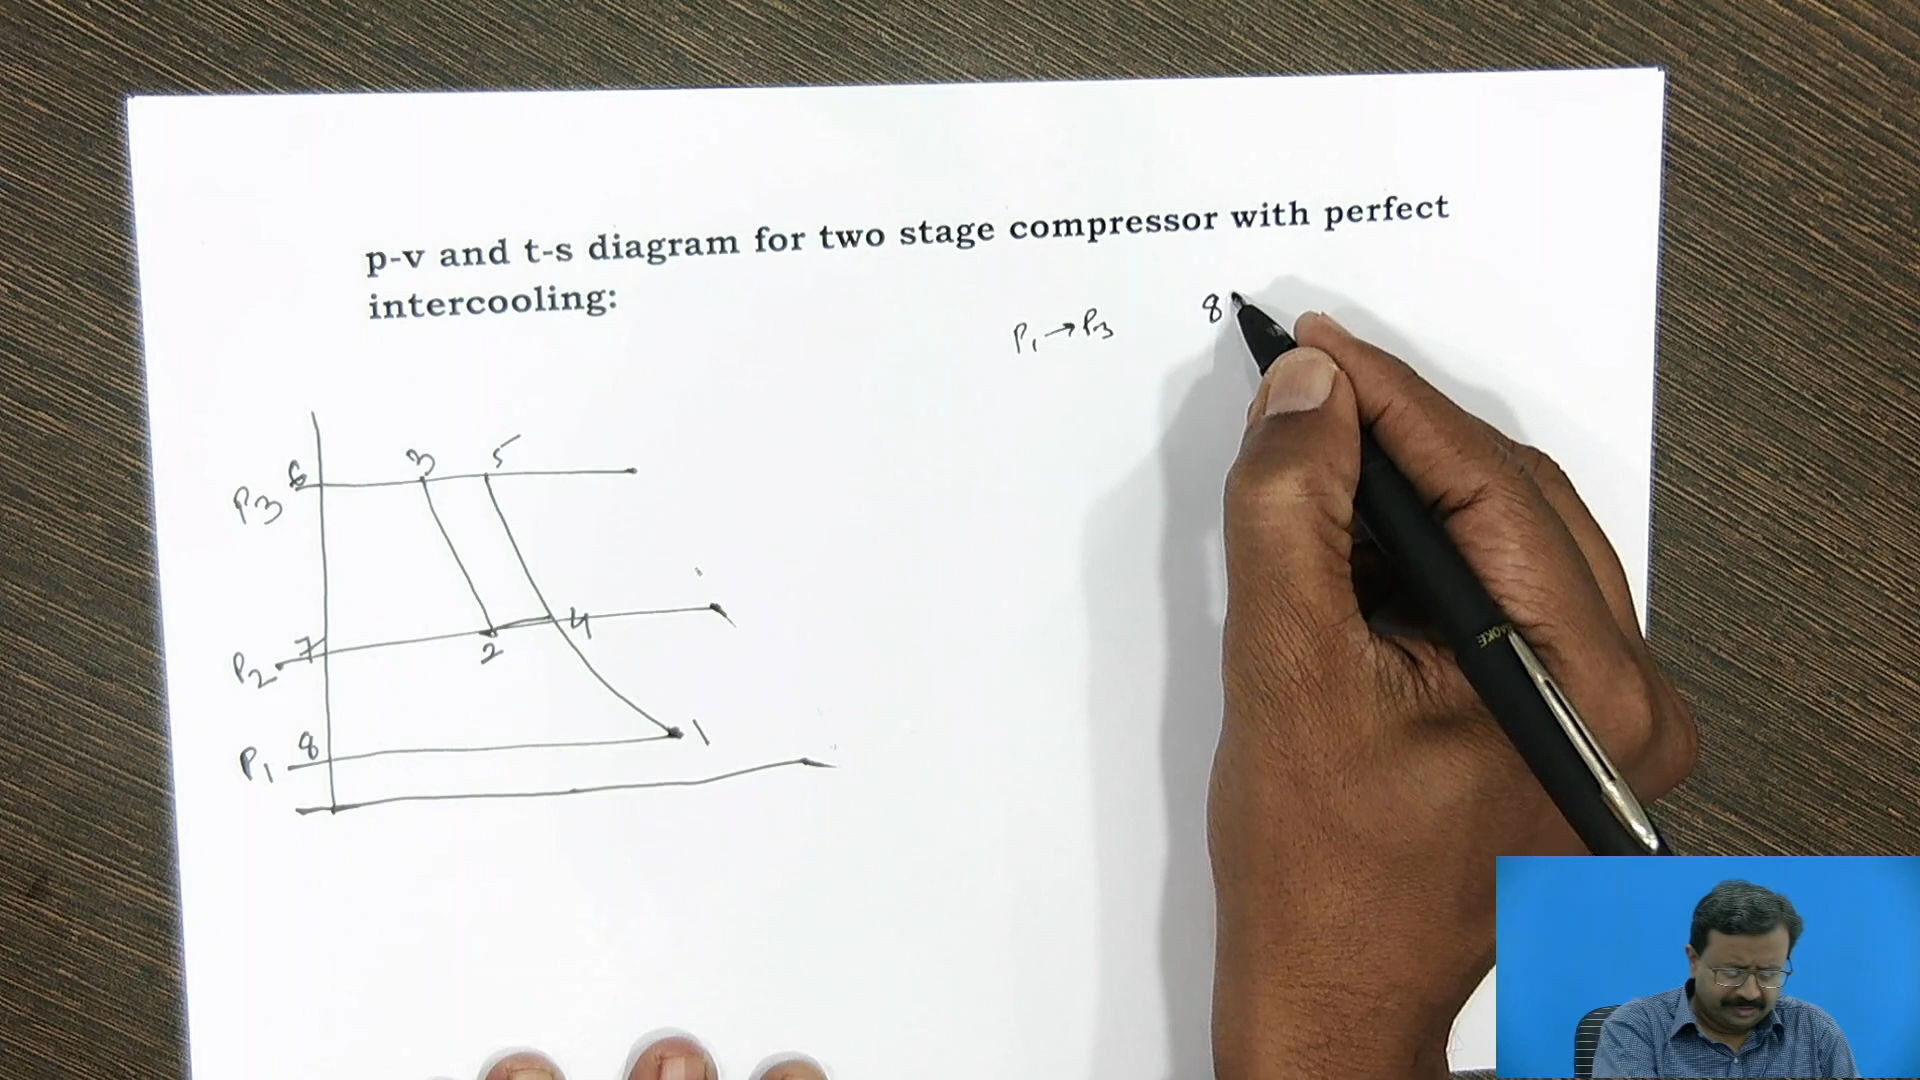 p-v and t-s diagram for two stage compressor with perfect
intercooling:
P1 → P3
8
6
3
5
P3
P2
7
2
4
P1
8
1